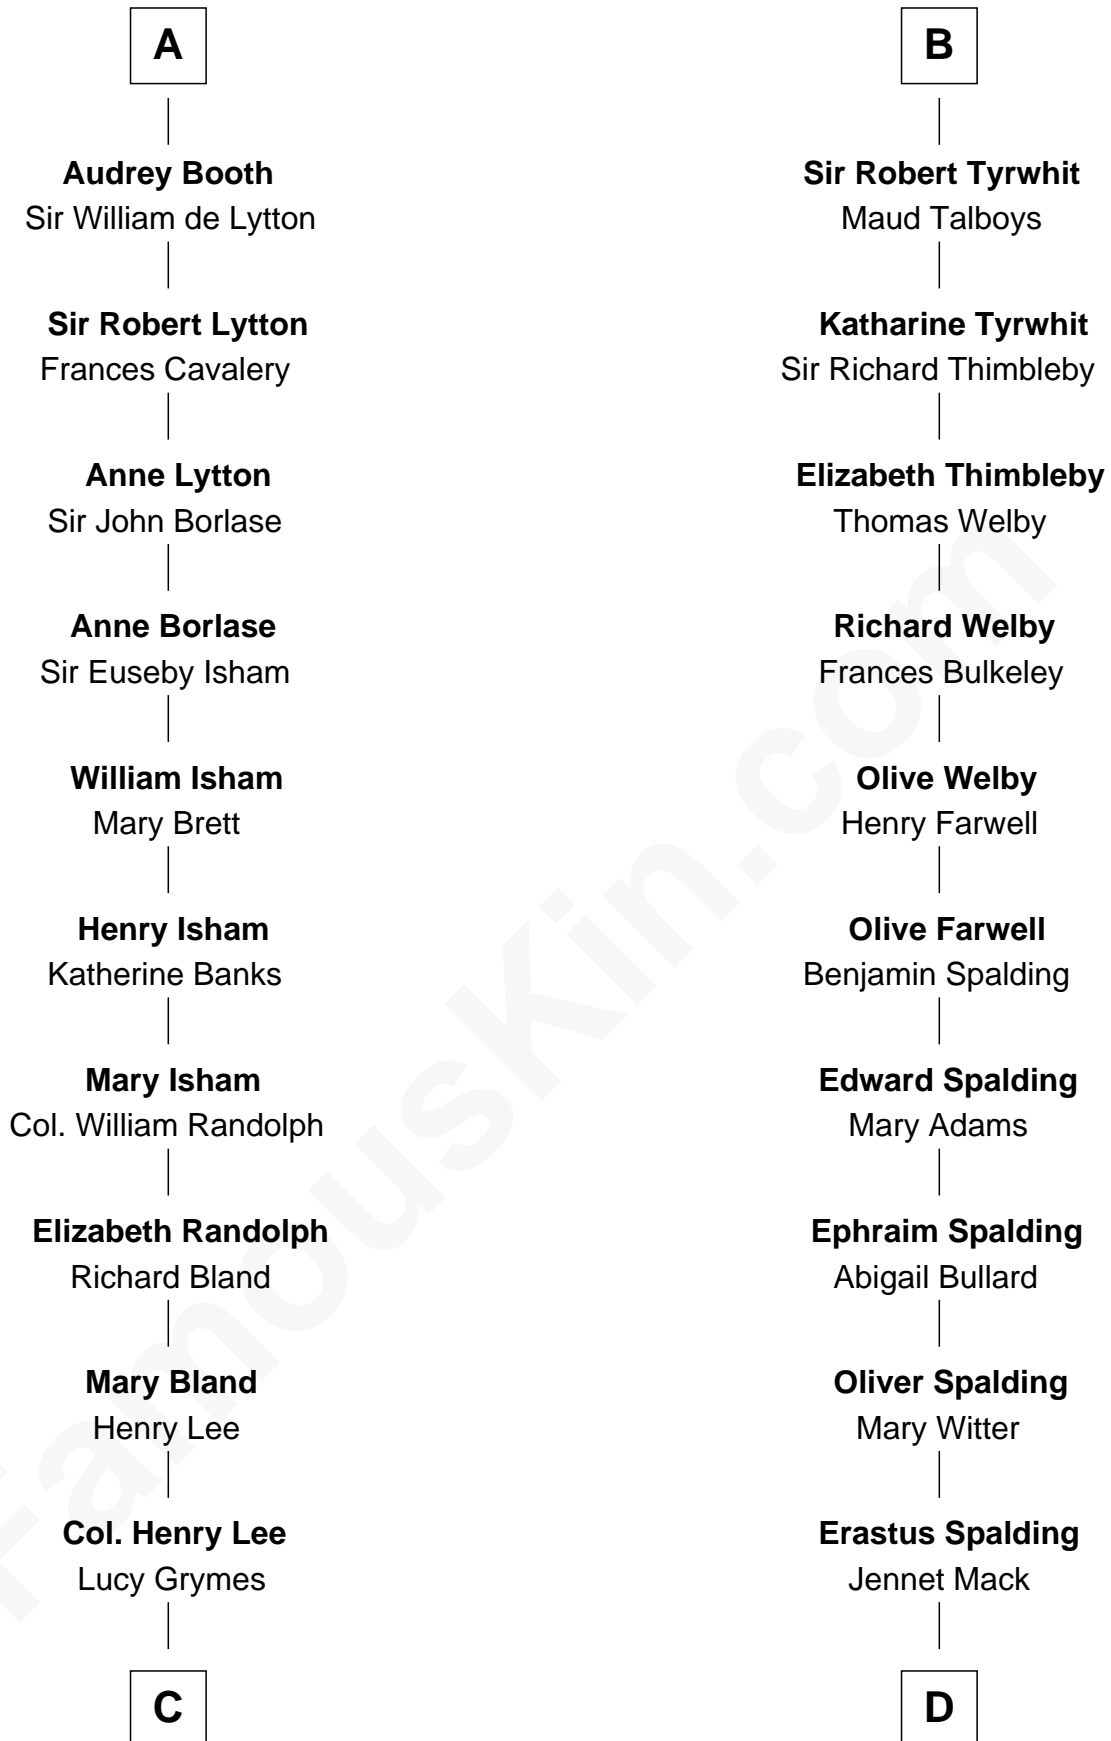 A
Audrey Booth
Sir William de Lytton
Sir Robert Lytton
Frances Cavalery
Anne Lytton
Sir John Borlase
Anne Borlase
Sir Euseby Isham
William Isham
Mary Brett
Henry Isham
Katherine Banks
Mary Isham
Col. William Randolph
Elizabeth Randolph
Richard Bland
Mary Bland
Henry Lee
Col. Henry Lee
Lucy Grymes
C
B
Sir Robert Tyrwhit
Maud Talboys
Katharine Tyrwhit
Sir Richard Thimbleby
Elizabeth Thimbleby
Thomas Welby
Richard Welby
Frances Bulkeley
Olive Welby
Henry Farwell
Olive Farwell
Benjamin Spalding
Edward Spalding
Mary Adams
Ephraim Spalding
Abigail Bullard
Oliver Spalding
Mary Witter
Erastus Spalding
Jennet Mack
D
FamousKin.com